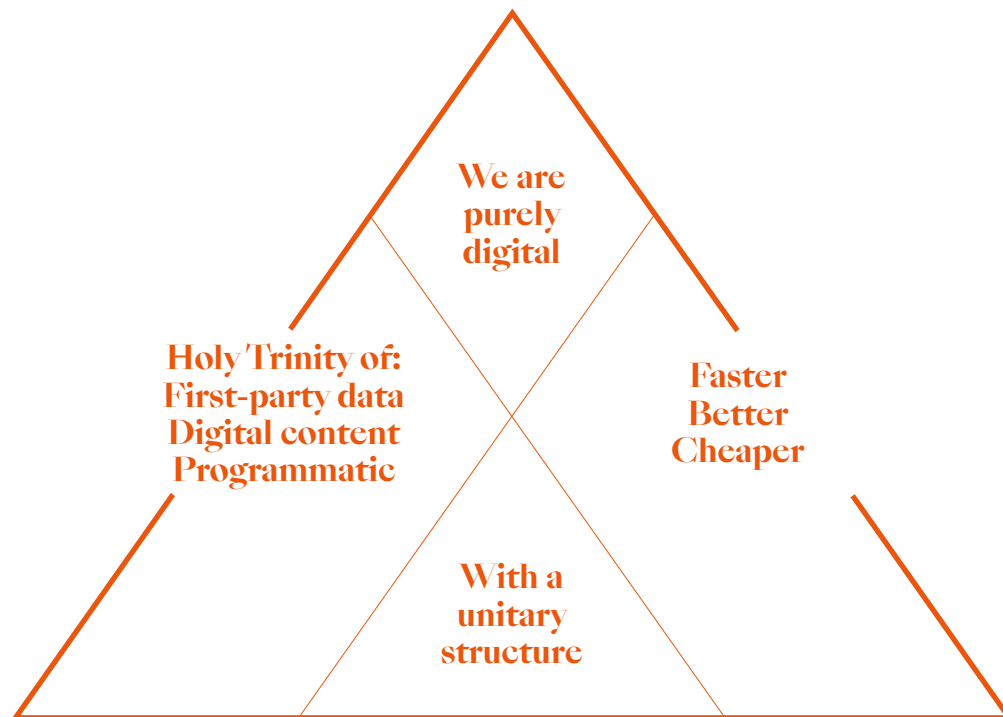 We are
purely
digital
Holy Trinity of:
First-party data
Digital content
Programmatic
Faster
Better
Cheaper
With a
unitary
structure